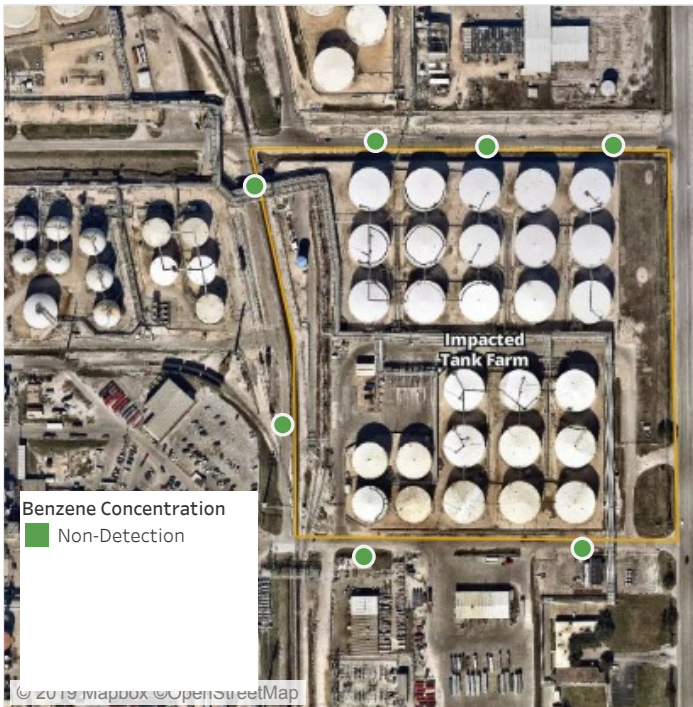 Impacted
Tank Farm
Benzene Concentration
Non-Detection
© 2019 Mapbox ©OpenStreetMap